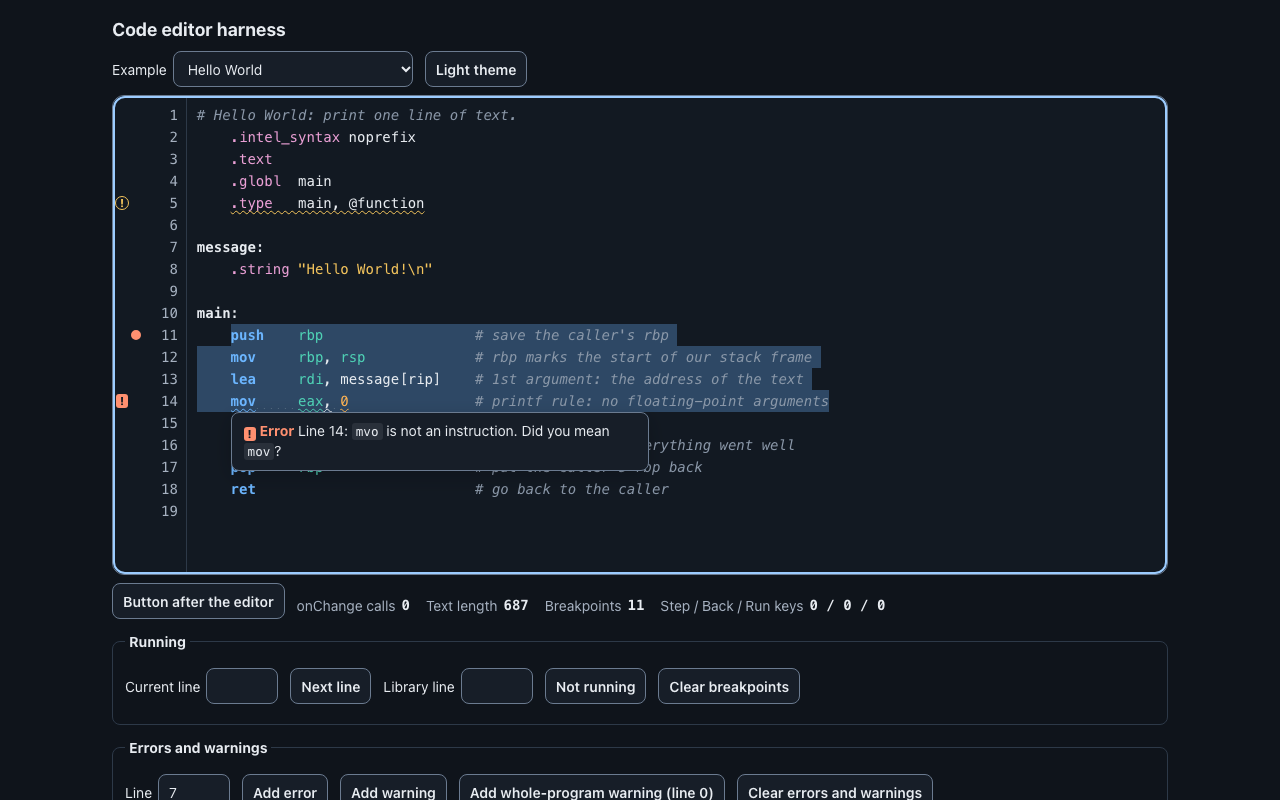 Code editor harness
Example Hello World Light theme
1 # Hello World: print one line of text.
2 .intel_syntax noprefix
3 .text
4 .globl main
! 5 .type main, @function
6
7 message:
8 .string "Hello World!\n"
9
10 main:
11 push rbp # save the caller's rbp
12 mov rbp, rsp # rbp marks the start of our stack frame
13 lea rdi, message[rip] # 1st argument: the address of the text
! 14 mov eax, 0 # printf rule: no floating-point arguments
15
! Error Line 14: mvo is not an instruction. Did you mean
mov?
16 erything went well
17 back
18 ret # go back to the caller
19
Button after the editor onChange calls 0 Text length 687 Breakpoints 11 Step / Back / Run keys 0 / 0 / 0
Running
Current line Next line Library line Not running Clear breakpoints
Errors and warnings
Line 7 Add error Add warning Add whole-program warning (line 0) Clear errors and warnings